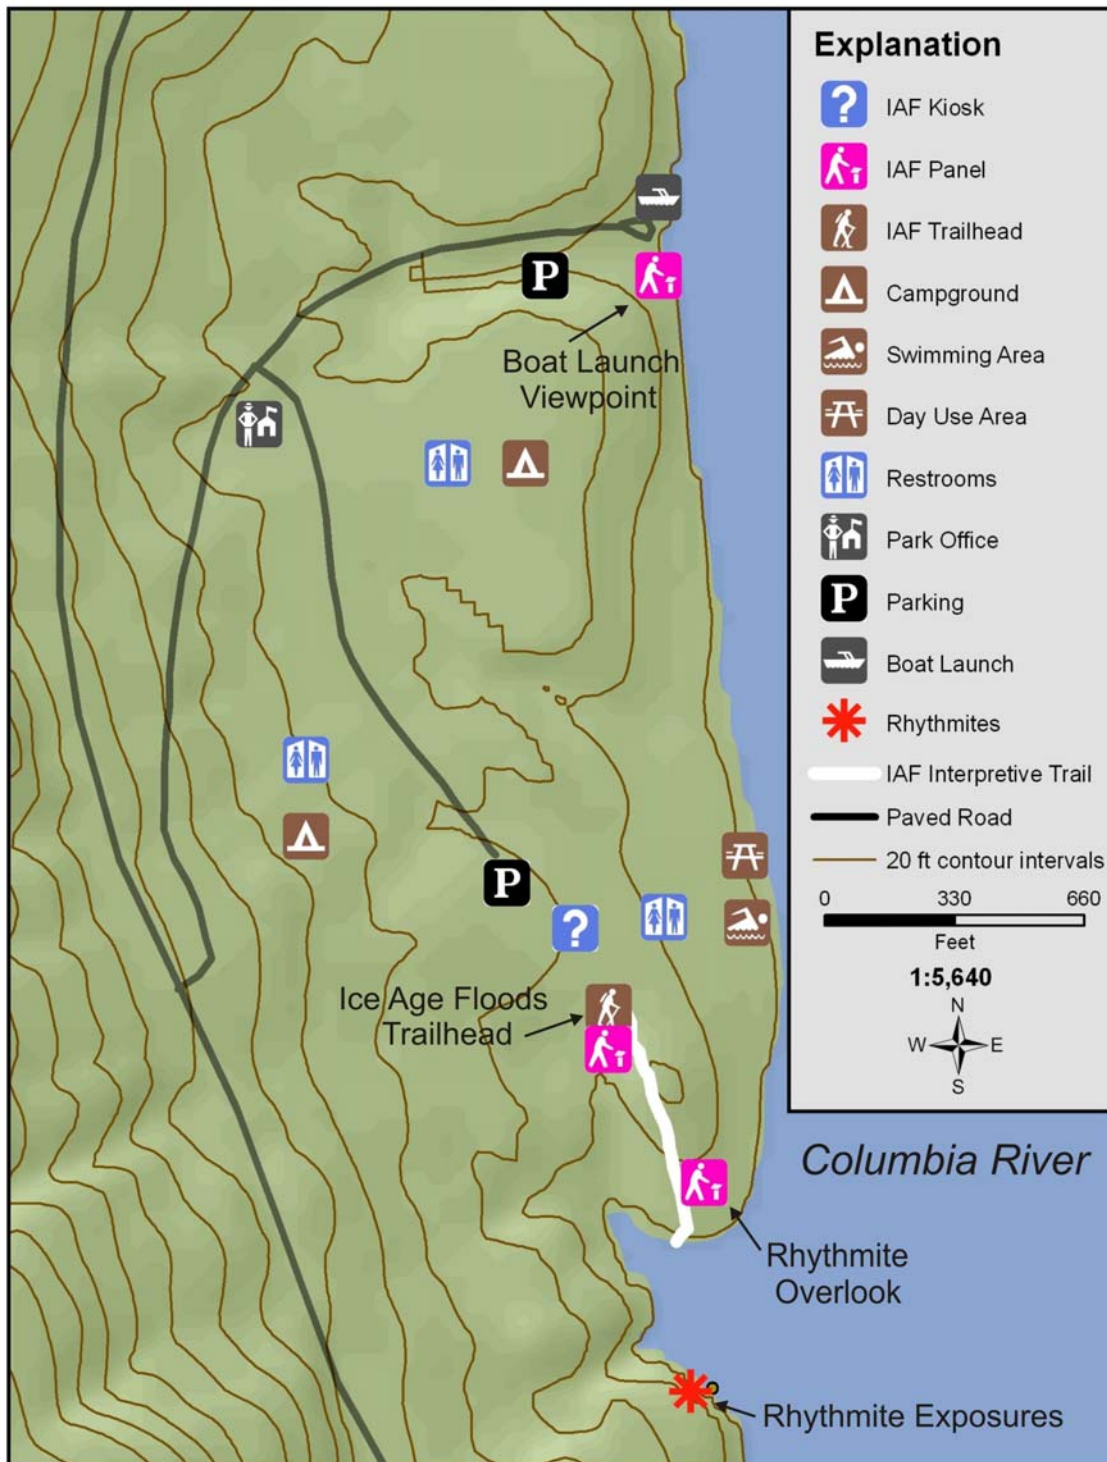 Explanation
? IAF Kiosk
IAF Panel
IAF Trailhead
Campground
Swimming Area
Day Use Area
Restrooms
Park Office
P Parking
Boat Launch
Rhythmites
IAF Interpretive Trail
Paved Road
20 ft contour intervals
0 330 660
Feet
1:5,640
N
W E
S
P
Boat Launch
Viewpoint
P
?
Ice Age Floods
Trailhead
Columbia River
Rhythmite
Overlook
Rhythmite Exposures